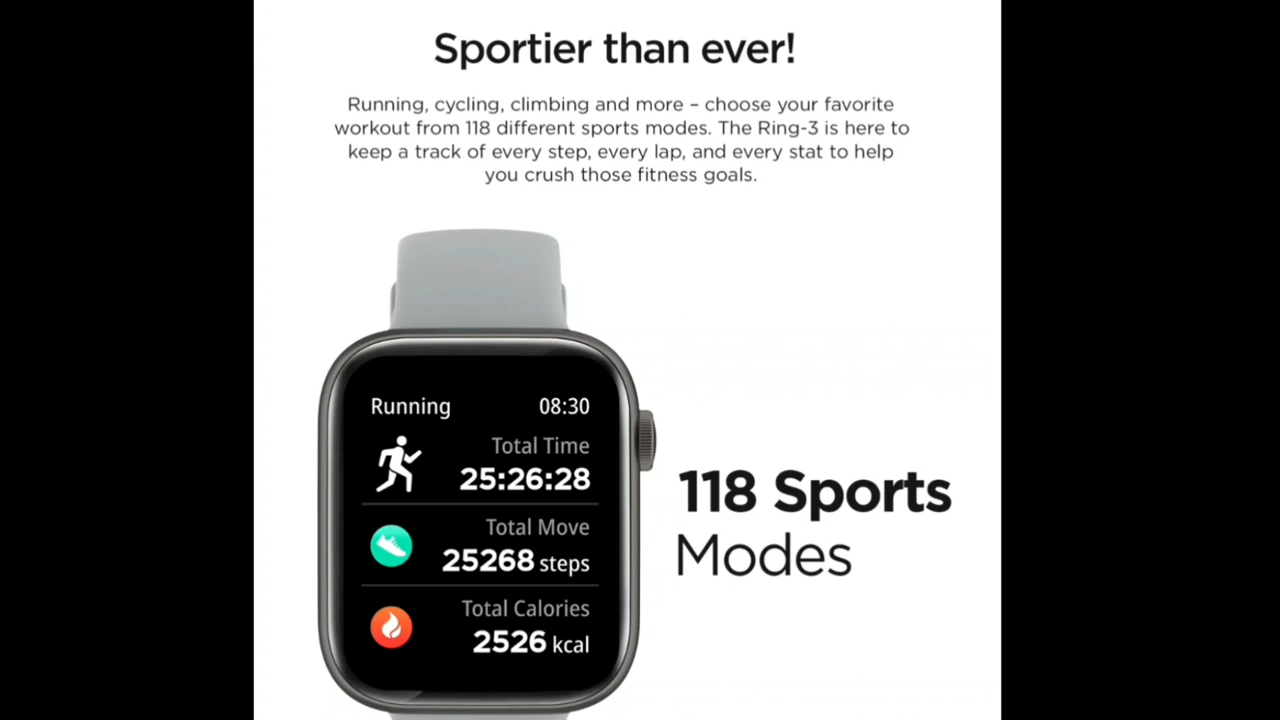 Sportier than ever!
Running, cycling, climbing and more – choose your favorite
workout from 118 different sports modes. The Ring-3 is here to
keep a track of every step, every lap, and every stat to help
you crush those fitness goals.
Running 08:30
Total Time
25:26:28
Total Move
25268 steps
Total Calories
2526 kcal
118 Sports
Modes